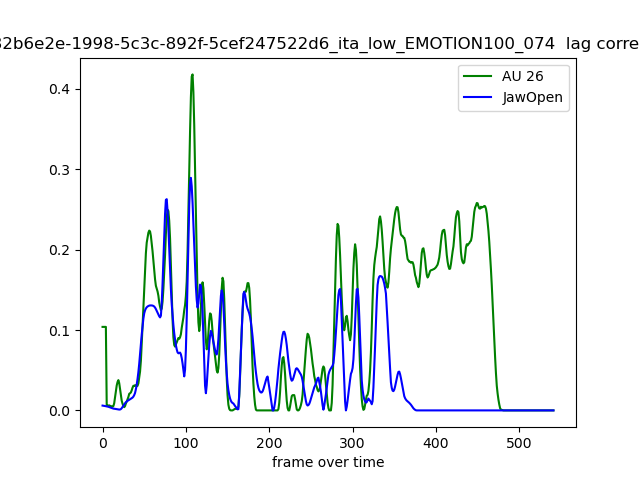 32b6e2e-1998-5c3c-892f-5cef247522d6_ita_low_EMOTION100_074 lag corre
AU 26
JawOpen
0.4
0.3
0.2
0.1
0.0
0 100 200 300 400 500
frame over time